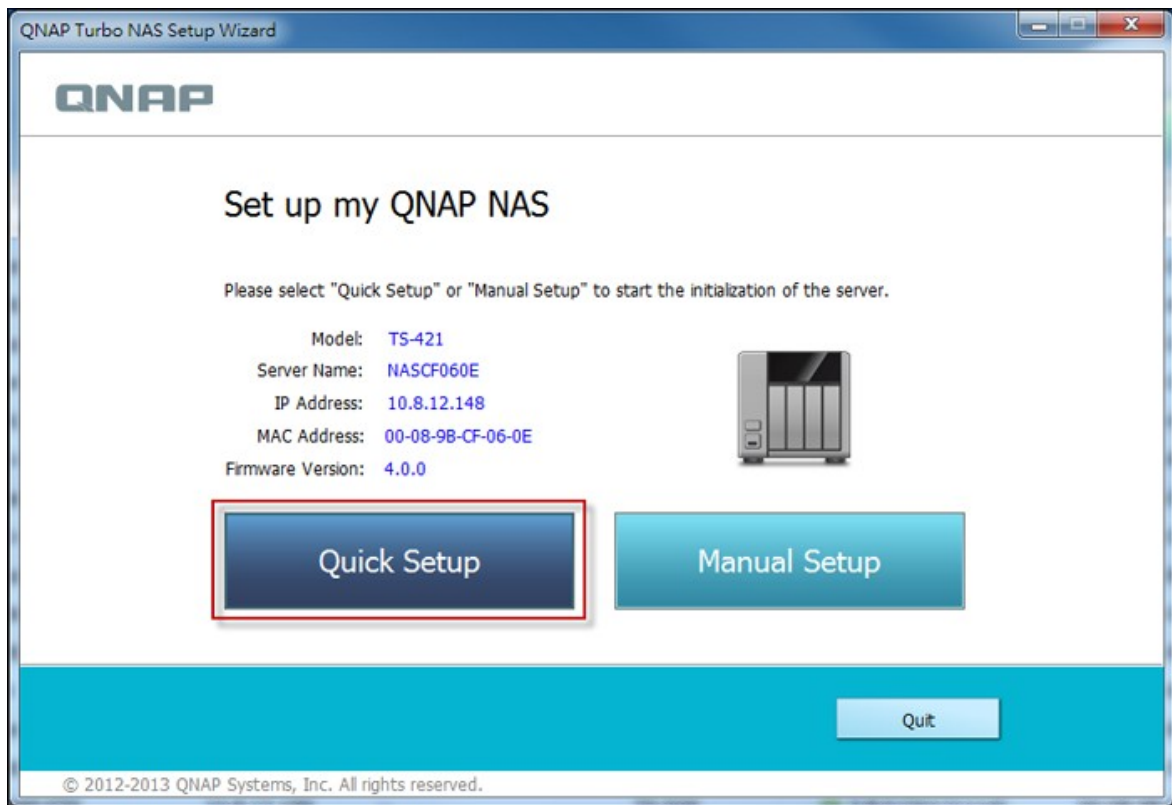 QNAP Turbo NAS Setup Wizard
QNAP
Set up my QNAP NAS
Please select "Quick Setup" or "Manual Setup" to start the initialization of the server.
Model: TS-421
Server Name: NASCF060E
IP Address: 10.8.12.148
MAC Address: 00-08-9B-CF-06-0E
Firmware Version: 4.0.0
Quick Setup Manual Setup
Quit
© 2012-2013 QNAP Systems, Inc. All rights reserved.